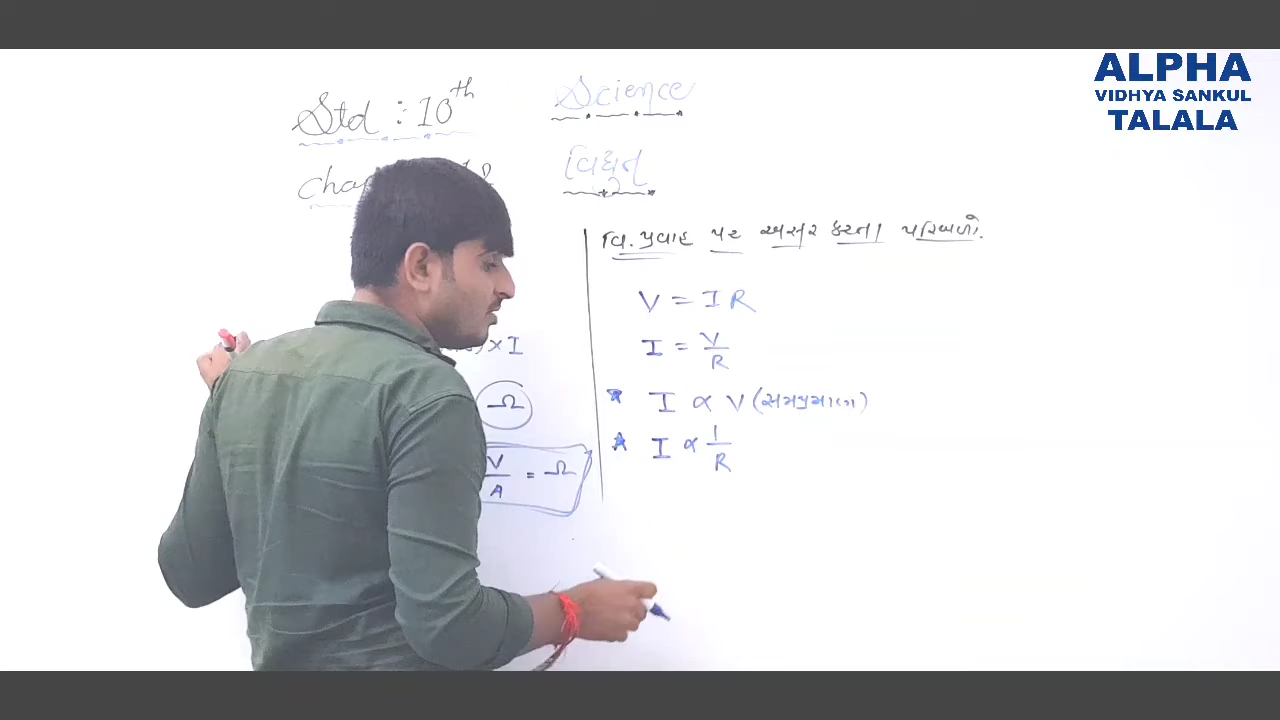 ALPHA
VIDHYA SANKUL
TALALA
Std : 10th Science
વિદ્યુત
વિ. પ્રવાહ પર અસર કરતા પરિબળો.
V = I R
I = V/R
I ∝ V (સમપ્રમાણ)
I ∝ 1/R
× I
Ω
V/A = Ω